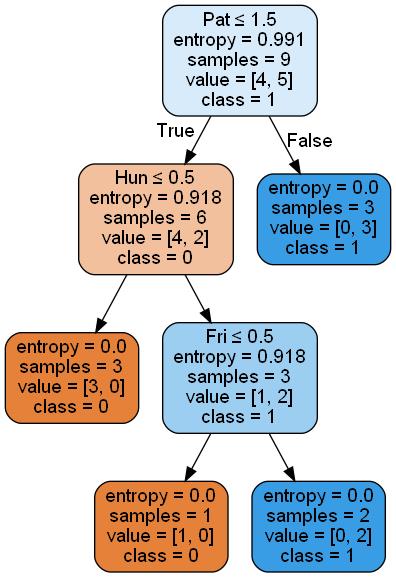 Pat ≤ 1.5
entropy = 0.991
samples = 9
value = [4, 5]
class = 1
True
False
Hun ≤ 0.5
entropy = 0.918
samples = 6
value = [4, 2]
class = 0
entropy = 0.0
samples = 3
value = [0, 3]
class = 1
entropy = 0.0
samples = 3
value = [3, 0]
class = 0
Fri ≤ 0.5
entropy = 0.918
samples = 3
value = [1, 2]
class = 1
entropy = 0.0
samples = 1
value = [1, 0]
class = 0
entropy = 0.0
samples = 2
value = [0, 2]
class = 1